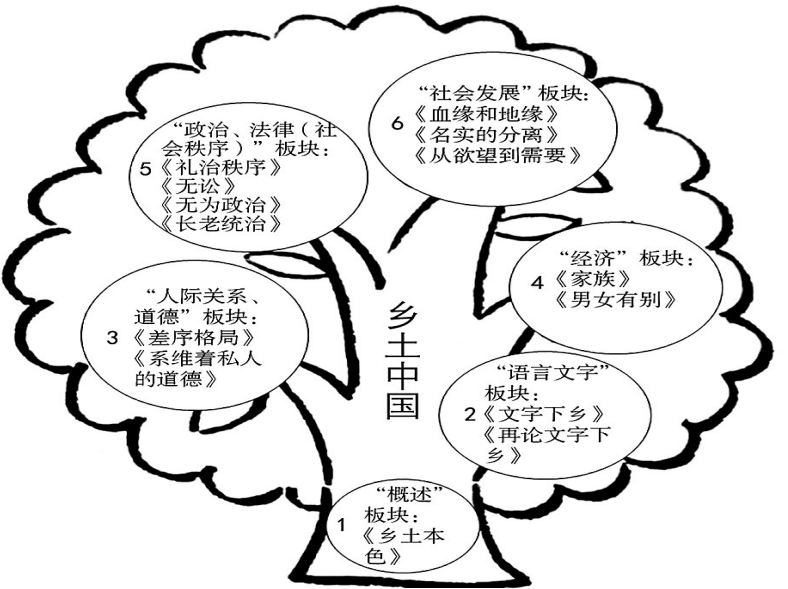 “社会发展”板块：
6《血缘和地缘》
《名实的分离》
《从欲望到需要》
“政治、法律（社
会秩序）”板块：
5《礼治秩序》
《无讼》
《无为政治》
《长老统治》
“经济”板块：
4《家族》
《男女有别》
“人际关系、
道德”板块：
3《差序格局》
《系维着私人
的道德》
乡土中国
“语言文字”
板块：
2《文字下乡》
《再论文字下
乡》
“概述”
1 板块：
《乡土本
色》